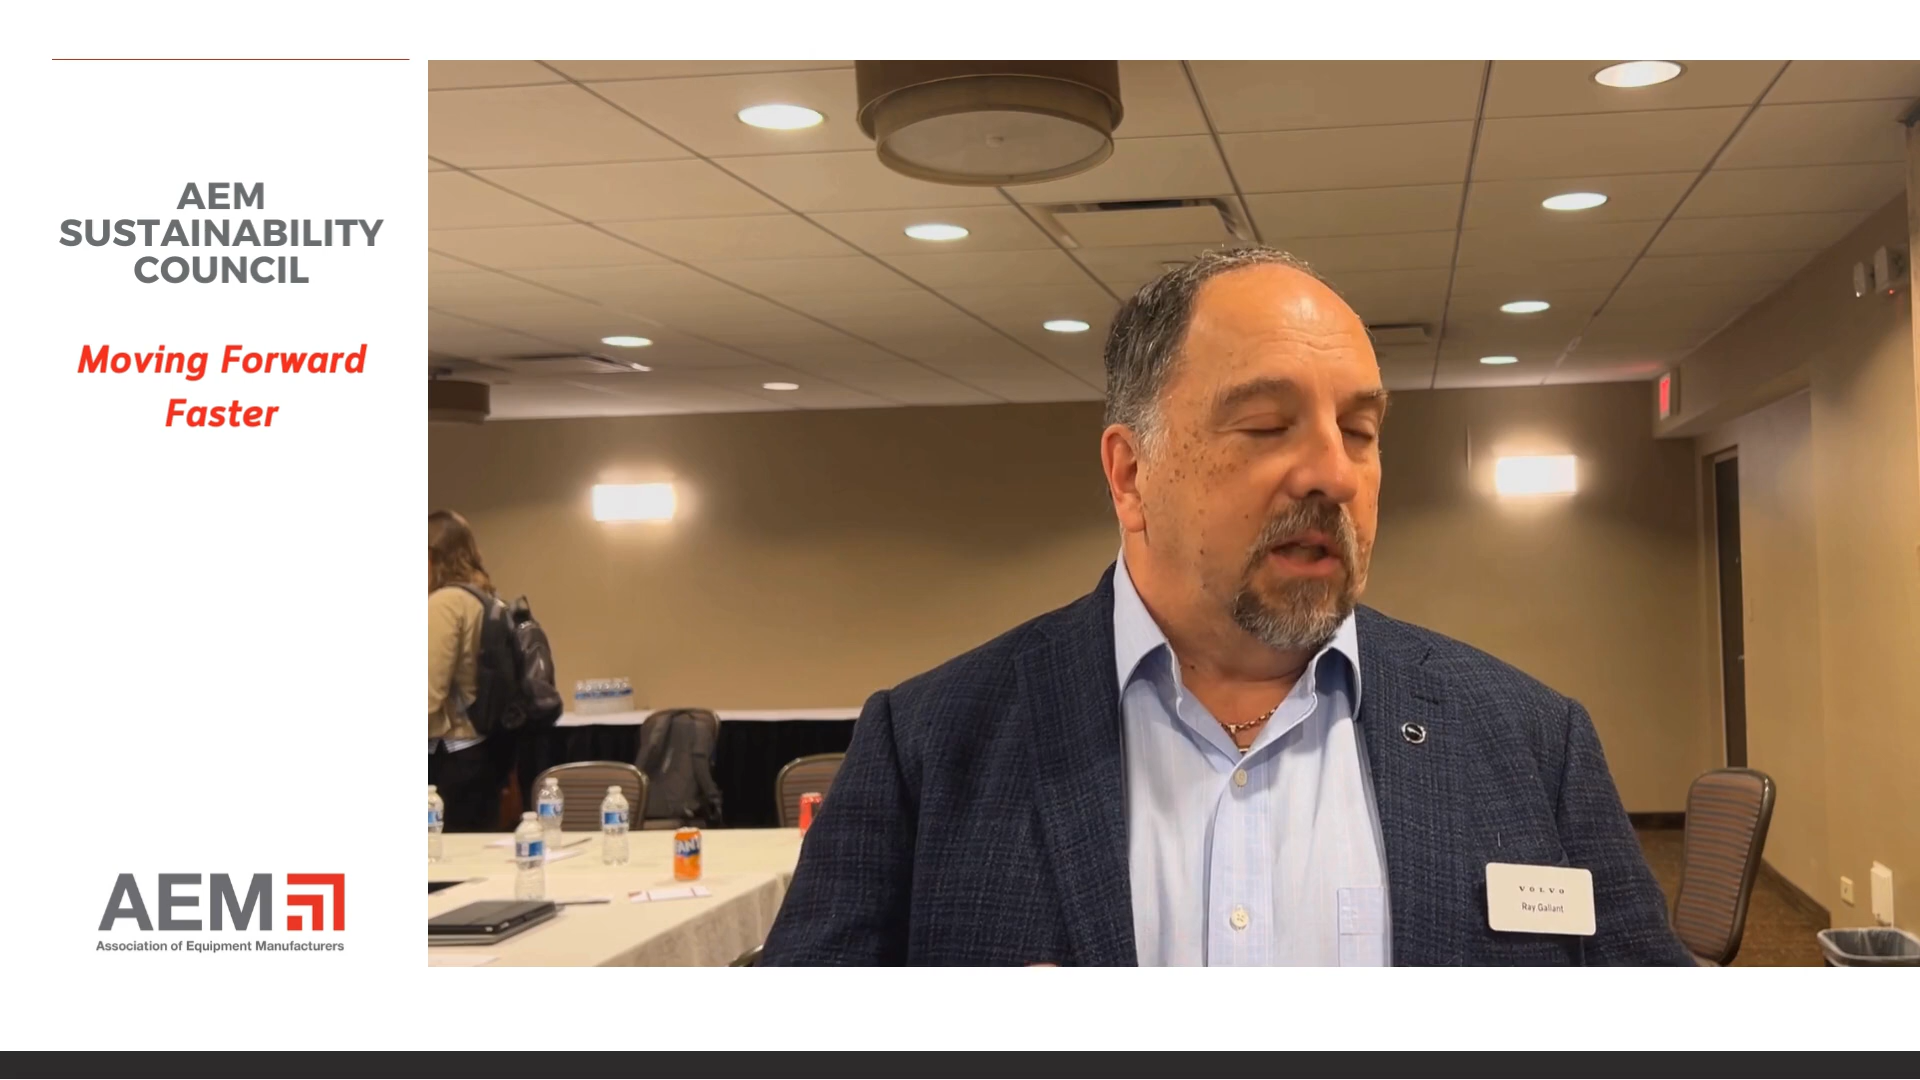 AEM
SUSTAINABILITY
COUNCIL
Moving Forward
Faster
AEM
Association of Equipment Manufacturers
VOLVO
Ray Gallant